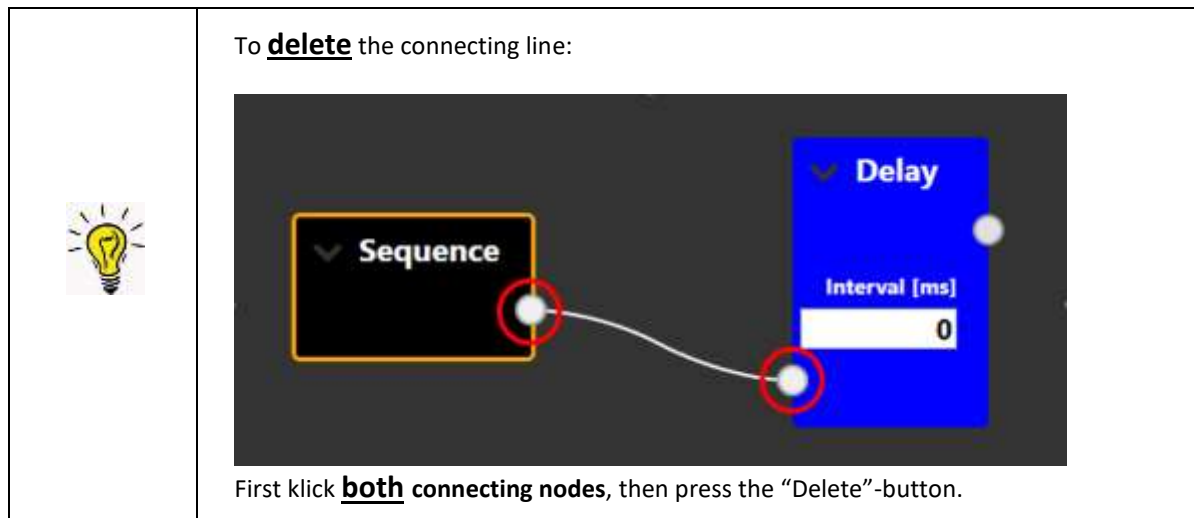 To delete the connecting line:
Delay
Sequence
Interval [ms]
0
First klick both connecting nodes, then press the “Delete”-button.